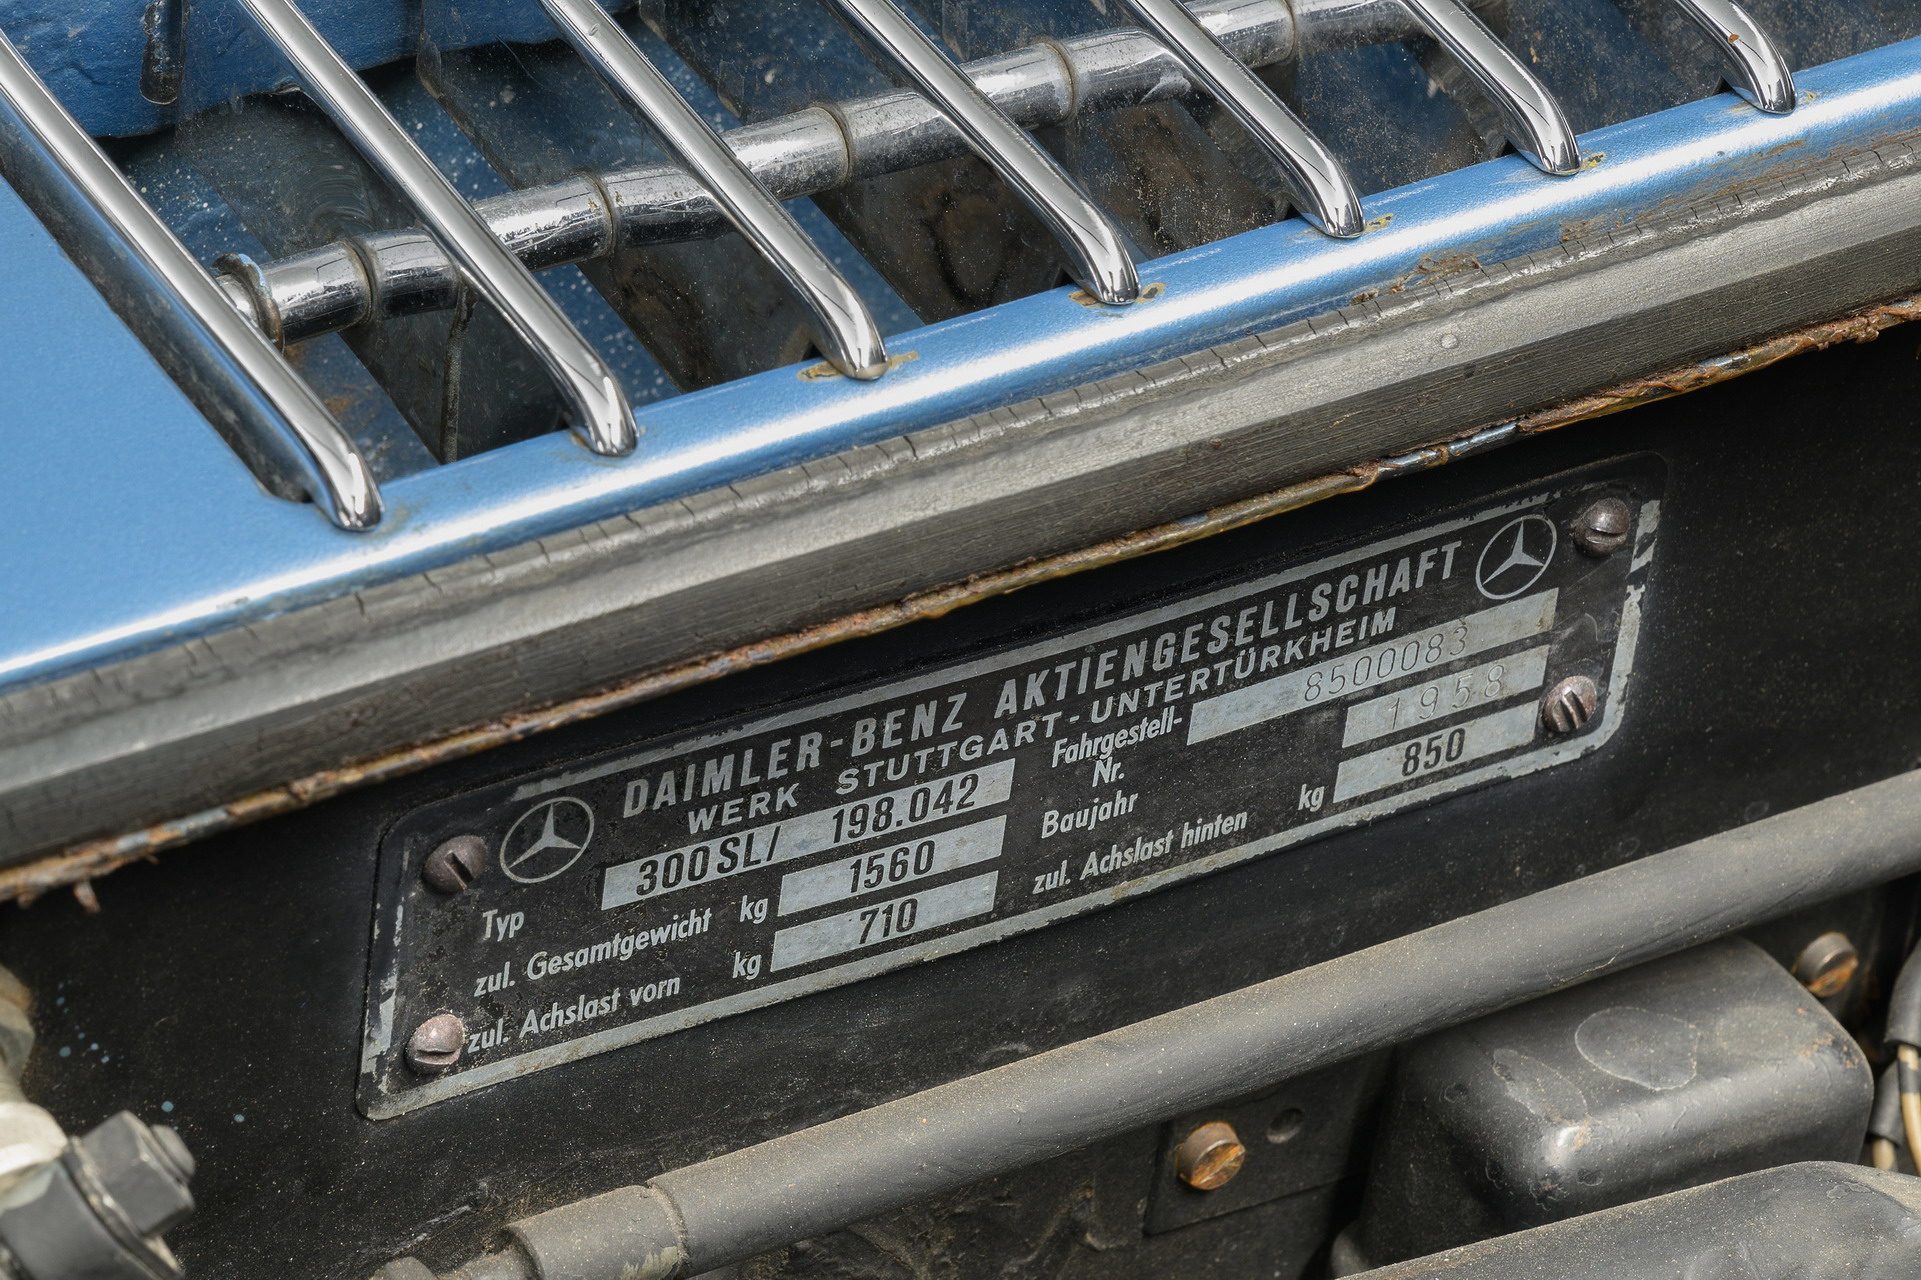 DAIMLER-BENZ AKTIENGESELLSCHAFT
WERK STUTTGART-UNTERTÜRKHEIM
Typ 300SL/ 198.042
Fahrgestell-Nr. 8500083
zul. Gesamtgewicht kg 1560
Baujahr 1958
zul. Achslast vorn kg 710
zul. Achslast hinten kg 850